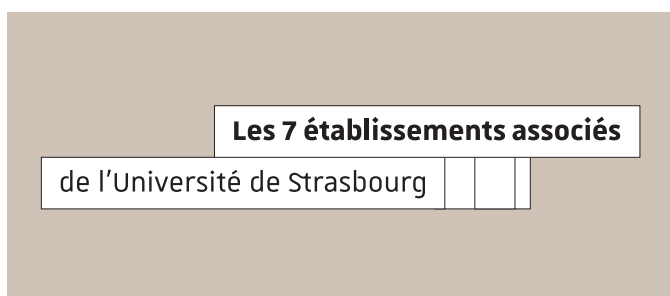 Les 7 établissements associés
de l’Université de Strasbourg